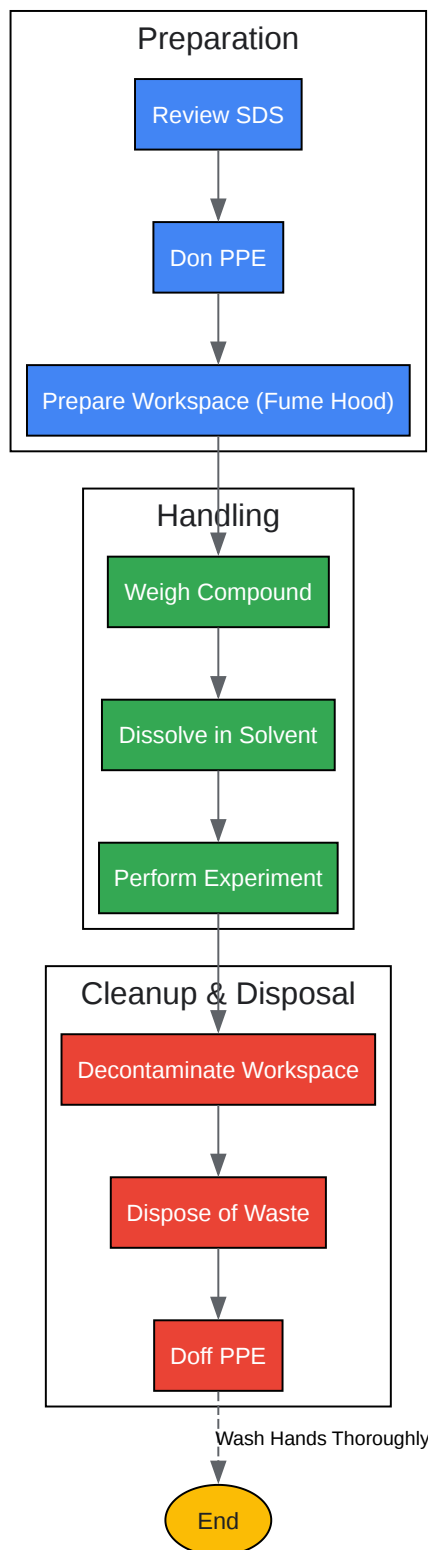 Preparation
Review SDS
Don PPE
Prepare Workspace (Fume Hood)
Handling
Weigh Compound
Dissolve in Solvent
Perform Experiment
Cleanup & Disposal
Decontaminate Workspace
Dispose of Waste
Doff PPE
Wash Hands Thoroughly
End